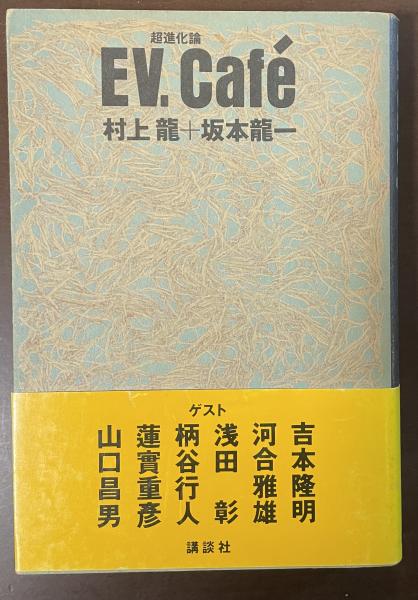 超進化論
EV. Café
村上龍+坂本龍一
ゲスト
吉本隆明
河合雅雄
浅田 彰
柄谷行人
蓮實重彥
山口昌男
講談社